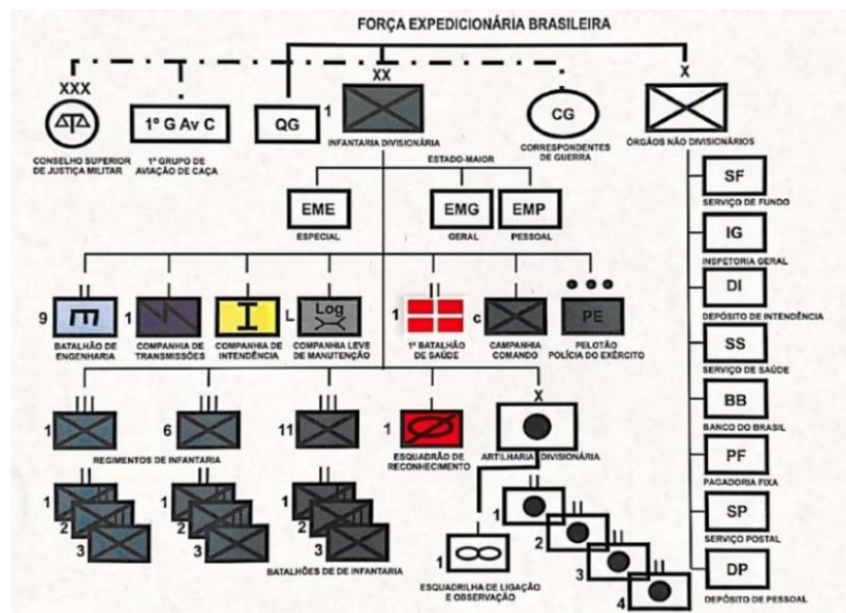 FORÇA EXPEDICIONÁRIA BRASILEIRA
XXX
XX
X
1º G Av C
QG
1
CG
CONSELHO SUPERIOR
DE JUSTIÇA MILITAR
1º GRUPO DE
AVIAÇÃO DE CAÇA
INFANTARIA DIVISIONÁRIA
CORRESPONDENTES
DE GUERRA
ÓRGÃOS NÃO DIVISIONÁRIOS
ESTADO-MAIOR
EME
EMG
EMP
ESPECIAL
GERAL
PESSOAL
SF
SERVIÇO DE FUNDO
IG
INSPETORIA GERAL
DI
DEPÓSITO DE INTENDÊNCIA
SS
SERVIÇO DE SAÚDE
BB
BANCO DO BRASIL
PF
PAGADORIA FIXA
SP
SERVIÇO POSTAL
DP
DEPÓSITO DE PESSOAL
9
1
L
Log
1
c
PE
BATALHÃO DE
ENGENHARIA
COMPANHIA DE
TRANSMISSÕES
COMPANHIA DE
INTENDÊNCIA
COMPANHIA LEVE
DE MANUTENÇÃO
1º BATALHÃO
DE SAÚDE
CAMPANHIA
COMANDO
PELOTÃO
POLÍCIA DO EXÉRCITO
X
1
6
11
1
REGIMENTOS DE INFANTARIA
ESQUADRÃO DE
RECONHECIMENTO
ARTILHARIA DIVISIONÁRIA
1
2
3
1
2
3
1
2
3
BATALHÕES DE DE INFANTARIA
1
ESQUADRILHA DE LIGAÇÃO
E OBSERVAÇÃO
1
2
3
4